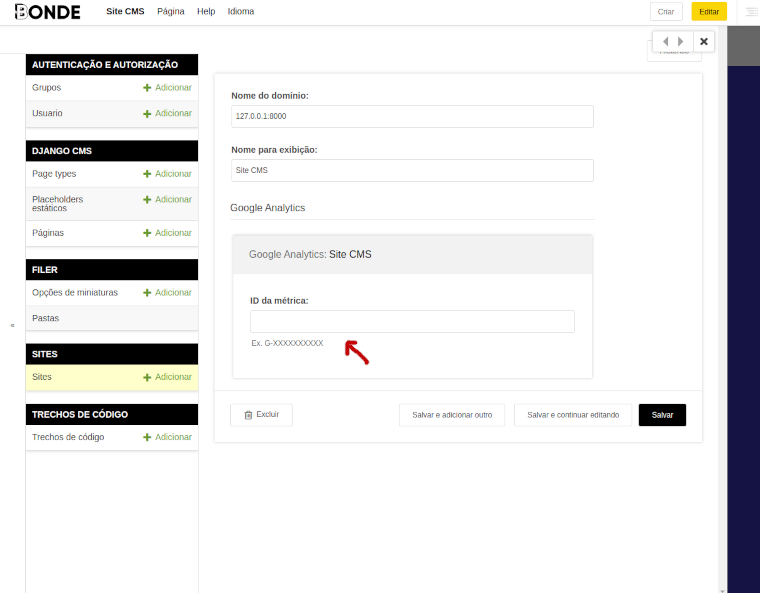 BONDE
Site CMS Página Help Idioma
Criar Editar
AUTENTICAÇÃO E AUTORIZAÇÃO
Grupos Adicionar
Usuario Adicionar
DJANGO CMS
Page types Adicionar
Placeholders estáticos Adicionar
Páginas Adicionar
FILER
Opções de miniaturas Adicionar
Pastas
«
SITES
Sites Adicionar
TRECHOS DE CÓDIGO
Trechos de código Adicionar
Nome do domínio:
127.0.0.1:8000
Nome para exibição:
Site CMS
Google Analytics
Google Analytics: Site CMS
ID da métrica:
Ex. G-XXXXXXXXXX
Excluir Salvar e adicionar outro Salvar e continuar editando Salvar